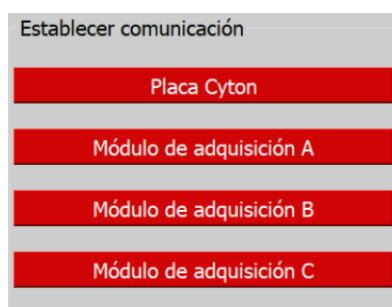 Establecer comunicación
Placa Cyton
Módulo de adquisición A
Módulo de adquisición B
Módulo de adquisición C